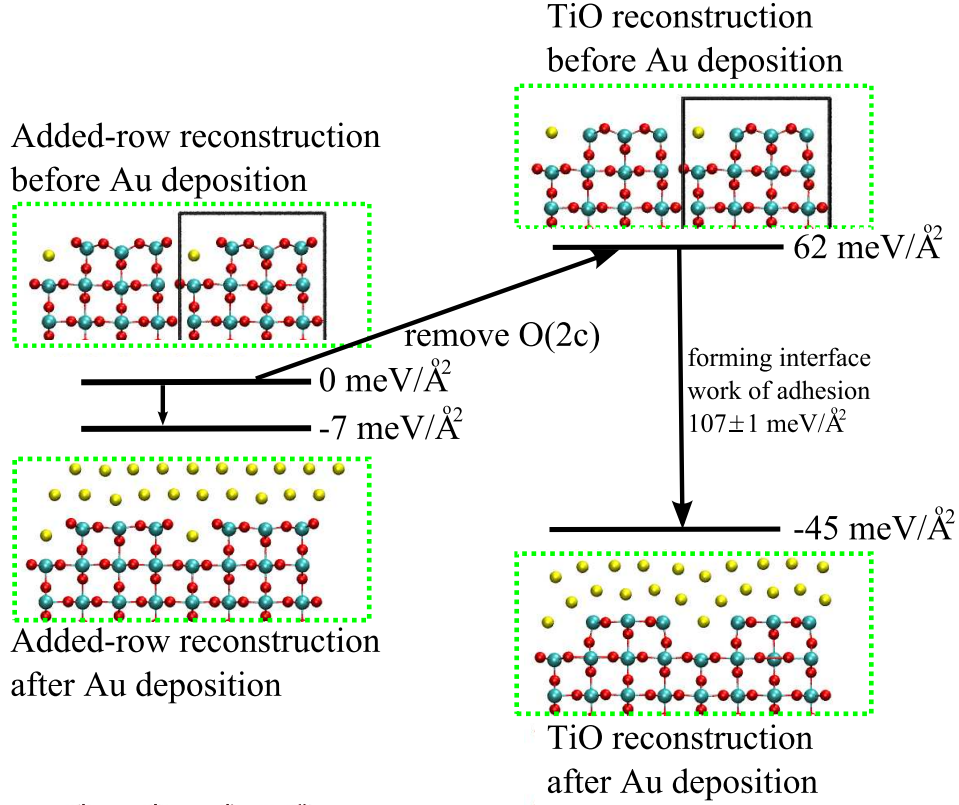 TiO reconstruction
before Au deposition
Added-row reconstruction
before Au deposition
62 meV/Å²
remove O(2c)
0 meV/Å²
forming interface
work of adhesion
107±1 meV/Å²
-7 meV/Å²
-45 meV/Å²
Added-row reconstruction
after Au deposition
TiO reconstruction
after Au deposition